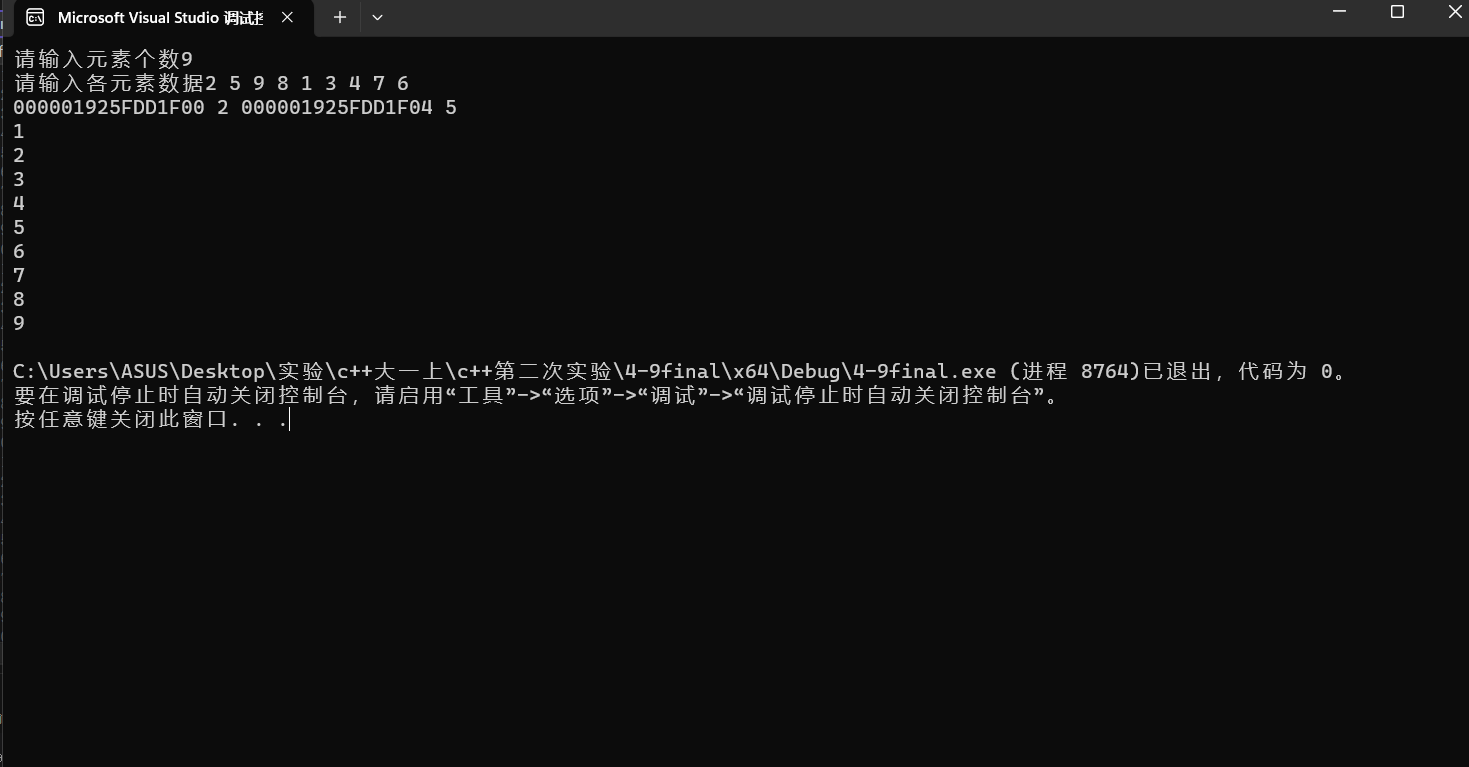 Microsoft Visual Studio 调试
请输入元素个数9
请输入各元素数据2 5 9 8 1 3 4 7 6
000001925FDD1F00 2 000001925FDD1F04 5
1
2
3
4
5
6
7
8
9
C:\Users\ASUS\Desktop\实验\c++大一上\c++第二次实验\4-9final\x64\Debug\4-9final.exe (进程 8764)已退出，代码为 0。
要在调试停止时自动关闭控制台，请启用“工具”->“选项”->“调试”->“调试停止时自动关闭控制台”。
按任意键关闭此窗口. . .